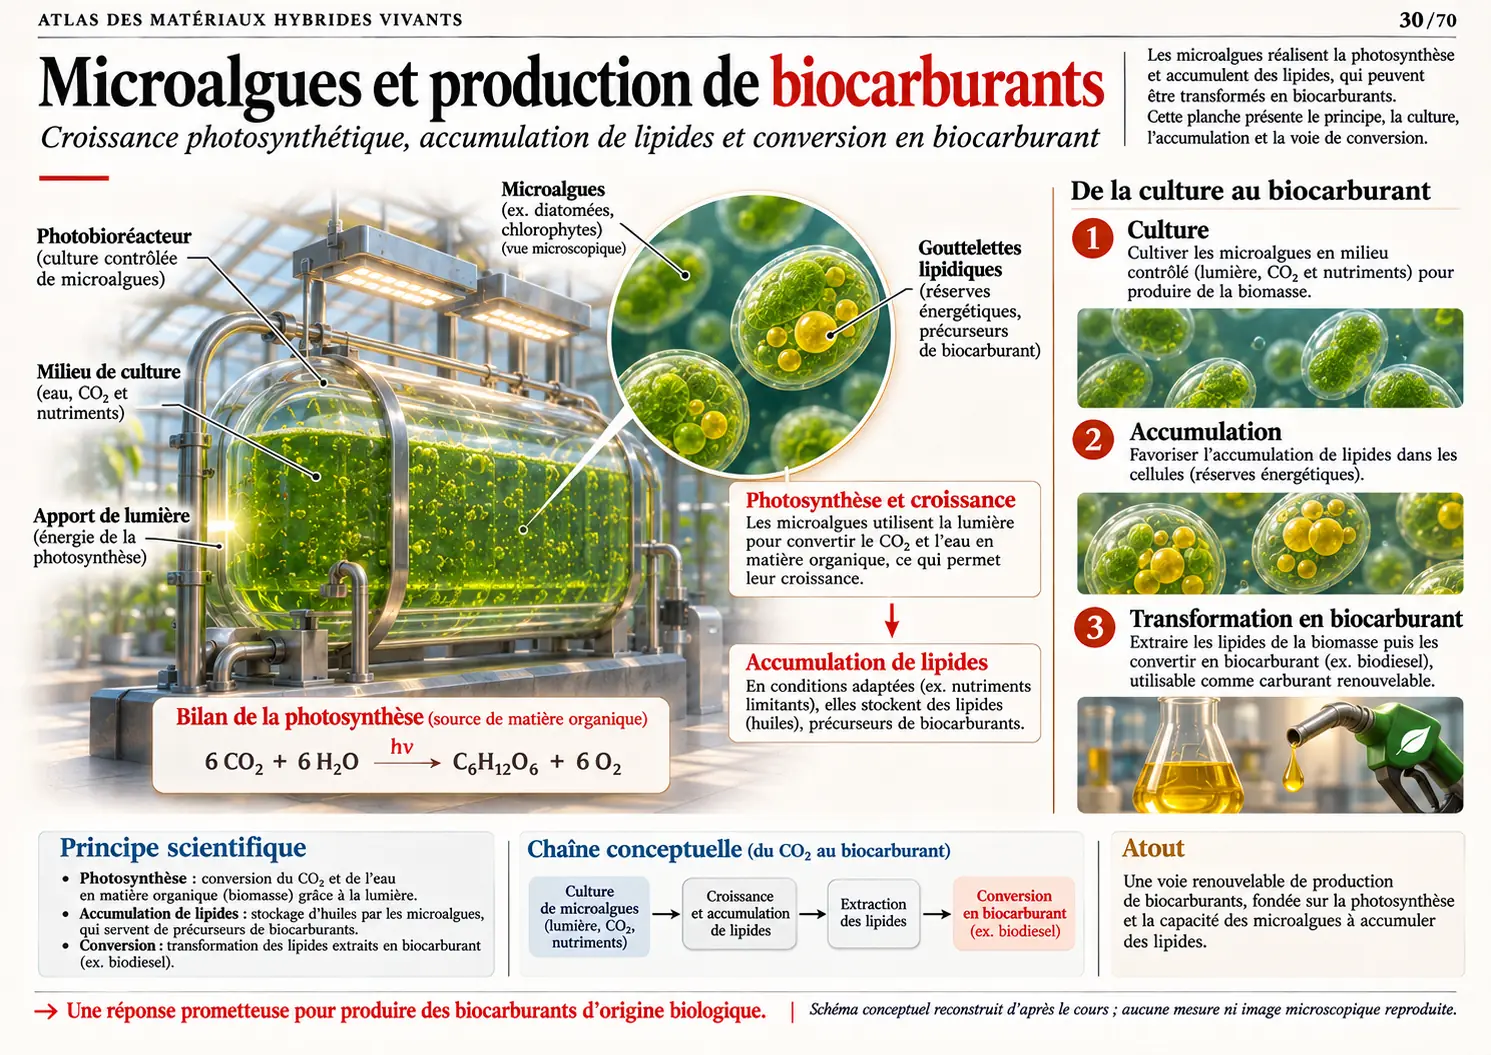 ATLAS DES MATÉRIAUX HYBRIDES VIVANTS
30/70
Microalgues et production de biocarburants
Croissance photosynthétique, accumulation de lipides et conversion en biocarburant
Les microalgues réalisent la photosynthèse
et accumulent des lipides, qui peuvent
être transformés en biocarburants.
Cette planche présente le principe, la culture,
l'accumulation et la voie de conversion.
Photobioréacteur
(culture contrôlée
de microalgues)
Milieu de culture
(eau, CO₂ et
nutriments)
Apport de lumière
(énergie de la
photosynthèse)
Microalgues
(ex. diatomées,
chlorophytes)
(vue microscopique)
Gouttelettes
lipidiques
(réserves
énergétiques,
précurseurs
de biocarburant)
Photosynthèse et croissance
Les microalgues utilisent la lumière
pour convertir le CO₂ et l'eau en
matière organique, ce qui permet
leur croissance.
Accumulation de lipides
En conditions adaptées (ex. nutriments
limitants), elles stockent des lipides
(huiles), précurseurs de biocarburants.
Bilan de la photosynthèse (source de matière organique)
hν
6 CO₂ + 6 H₂O → C₆H₁₂O₆ + 6 O₂
De la culture au biocarburant
1 Culture
Cultiver les microalgues en milieu
contrôlé (lumière, CO₂ et nutriments) pour
produire de la biomasse.
2 Accumulation
Favoriser l'accumulation de lipides dans les
cellules (réserves énergétiques).
3 Transformation en biocarburant
Extraire les lipides de la biomasse puis les
convertir en biocarburant (ex. biodiesel),
utilisable comme carburant renouvelable.
Principe scientifique
• Photosynthèse : conversion du CO₂ et de l'eau
en matière organique (biomasse) grâce à la lumière.
• Accumulation de lipides : stockage d'huiles par les microalgues,
qui servent de précurseurs de biocarburants.
• Conversion : transformation des lipides extraits en biocarburant
(ex. biodiesel).
Chaîne conceptuelle (du CO₂ au biocarburant)
Culture
de microalgues
(lumière, CO₂,
nutriments)
→
Croissance
et accumulation
de lipides
→
Extraction
des lipides
→
Conversion
en biocarburant
(ex. biodiesel)
Atout
Une voie renouvelable de production
de biocarburants, fondée sur la photosynthèse
et la capacité des microalgues à accumuler
des lipides.
→ Une réponse prometteuse pour produire des biocarburants d'origine biologique.
Schéma conceptuel reconstruit d'après le cours ; aucune mesure ni image microscopique reproduite.